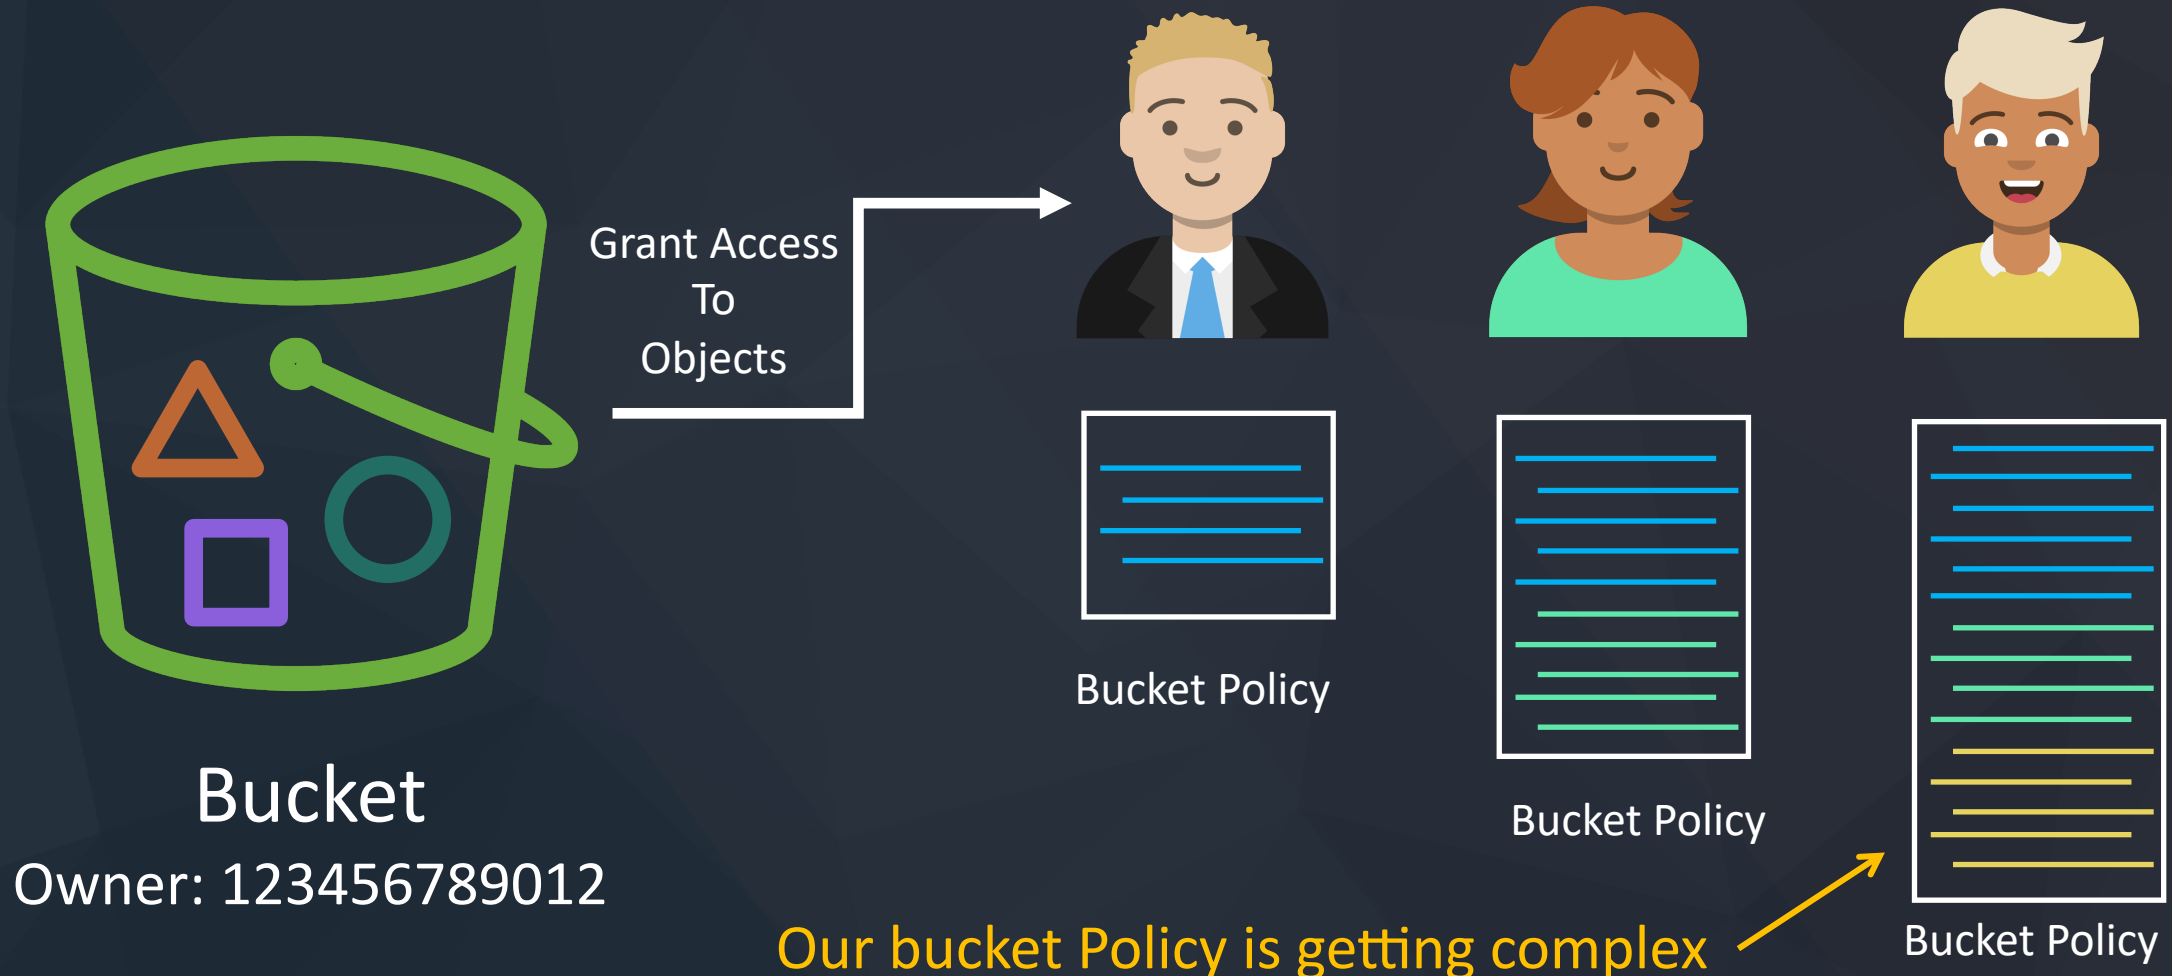 Grant Access
To
Objects
Bucket
Owner: 123456789012
Bucket Policy
Bucket Policy
Bucket Policy
Our bucket Policy is getting complex